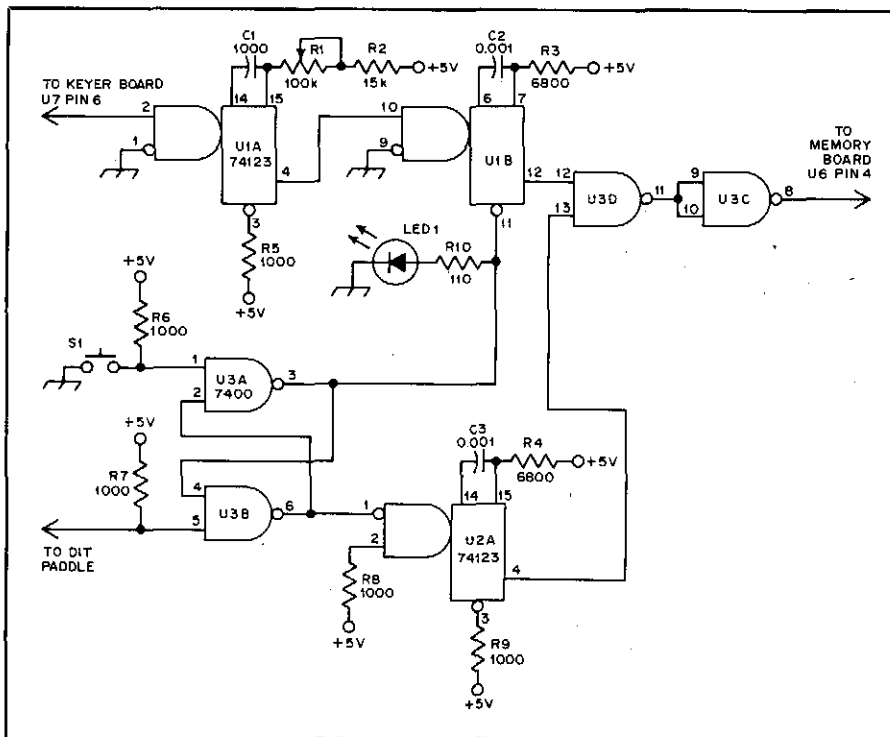 C1
1000
R1
100k
R2
15k
+5V
C2
0.001
R3
6800
+5V
TO KEYER BOARD
U7 PIN 6
2
1
14
15
U1A
74123
4
3
R5
1000
+5V
10
9
6
7
U1B
12
11
TO
MEMORY
BOARD
U6 PIN 4
12
13
U3D
11
9
10
U3C
8
LED1
R10
110
+5V
R6
1000
S1
1
2
U3A
7400
3
+5V
R7
1000
4
5
U3B
6
TO DIT
PADDLE
C3
0.001
R4
6800
+5V
14
15
1
2
U2A
74123
4
3
R8
1000
+5V
R9
1000
+5V